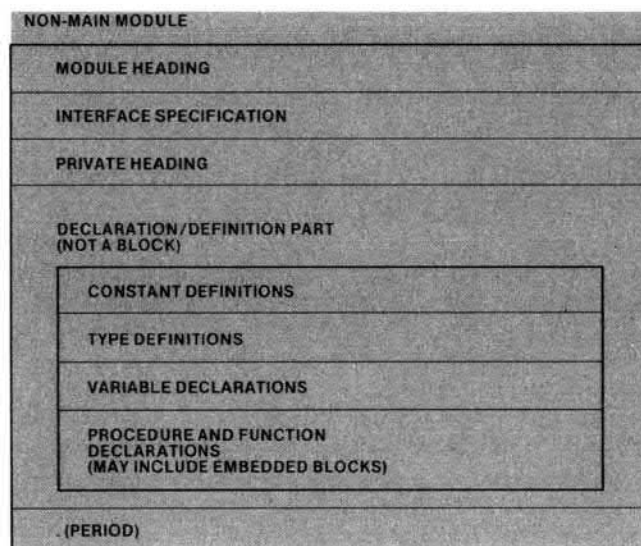 NON-MAIN MODULE
MODULE HEADING
INTERFACE SPECIFICATION
PRIVATE HEADING
DECLARATION/DEFINITION PART
(NOT A BLOCK)
CONSTANT DEFINITIONS
TYPE DEFINITIONS
VARIABLE DECLARATIONS
PROCEDURE AND FUNCTION
DECLARATIONS
(MAY INCLUDE EMBEDDED BLOCKS)
. (PERIOD)